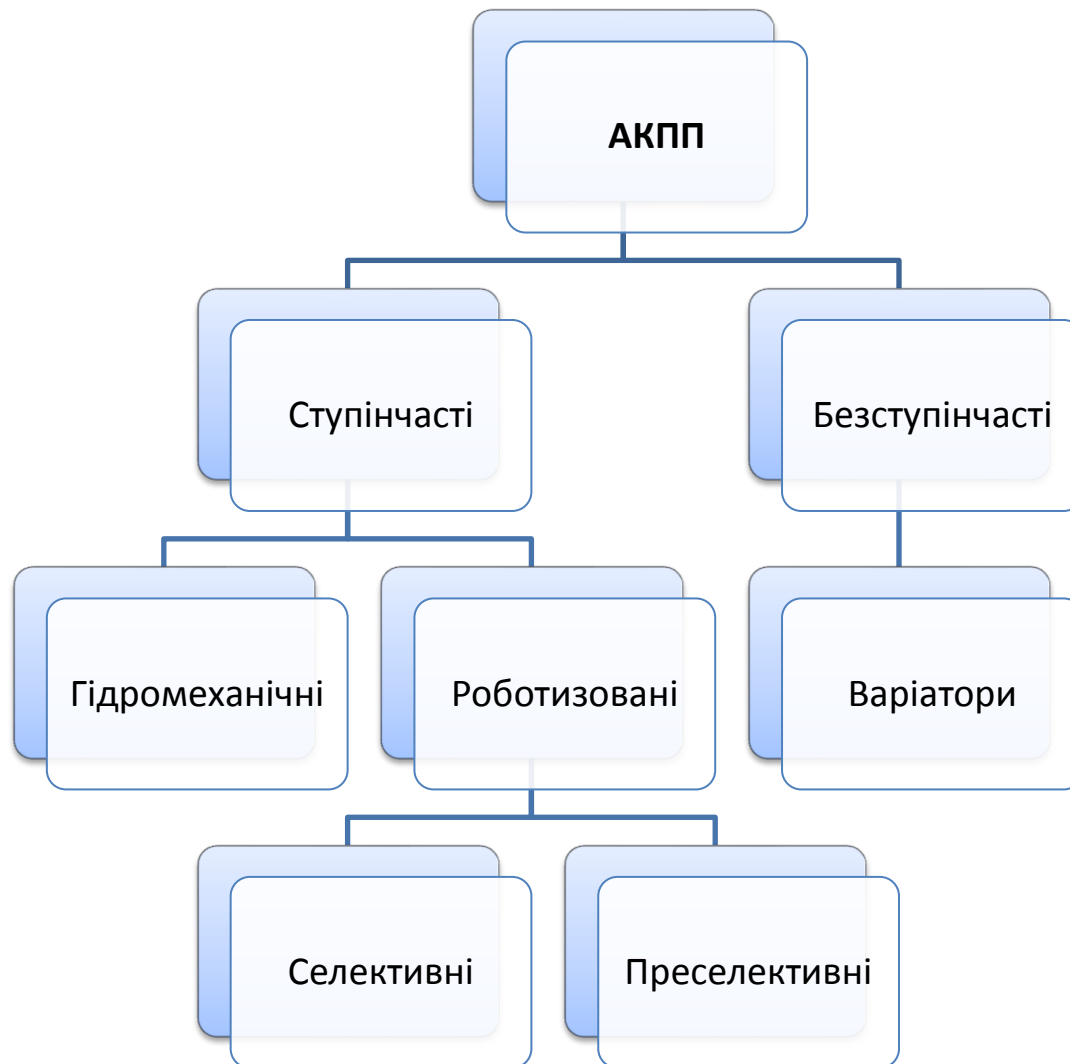 АКПП
Ступінчасті
Безступінчасті
Гідромеханічні
Роботизовані
Варіатори
Селективні
Преселективні